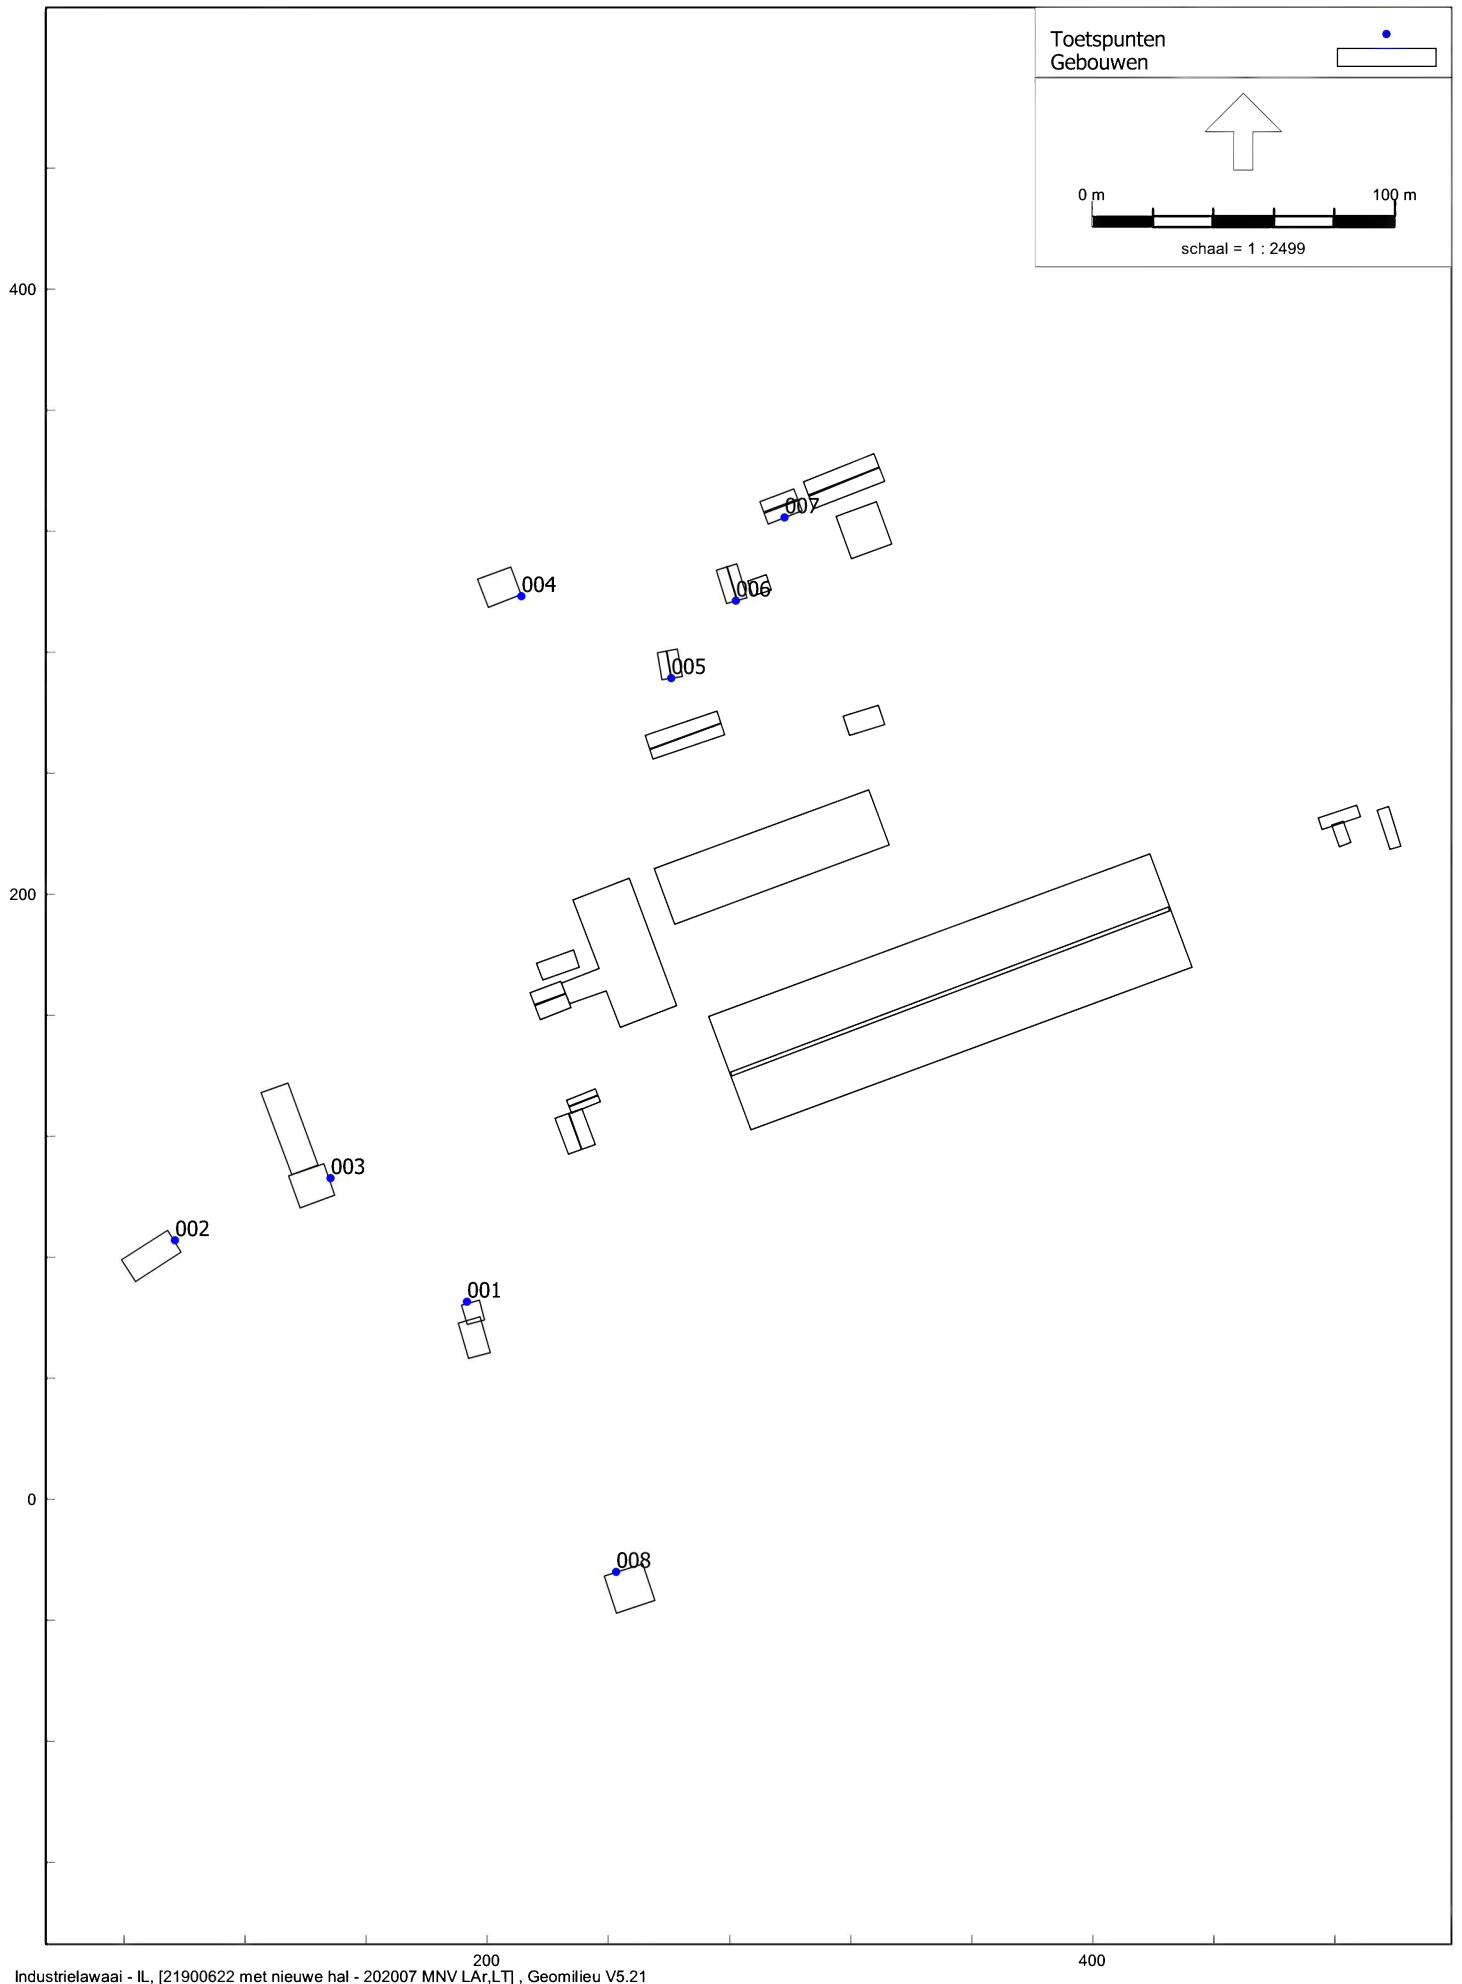 Toetspunten
Gebouwen
0 m 100 m
schaal = 1 : 2499
400
007
004
006
005
200
003
002
001
0
008
200 400
Industrielawaai - IL, [21900622 met nieuwe hal - 202007 MNV LAr,LT] , Geomilieu V5.21